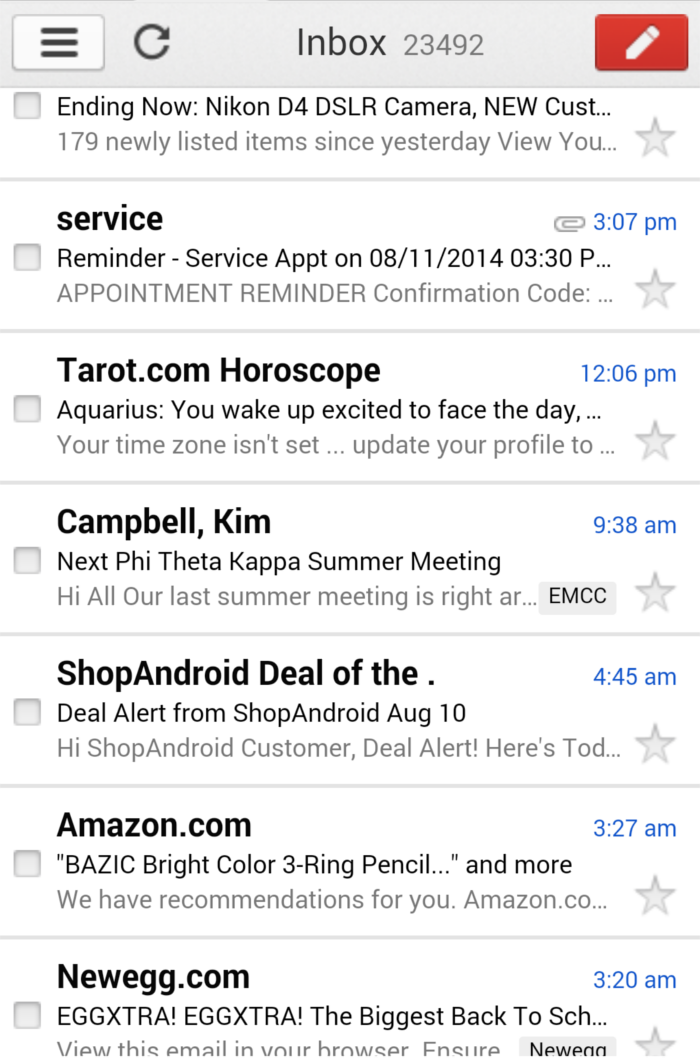 Inbox 23492
Ending Now: Nikon D4 DSLR Camera, NEW Cust...
179 newly listed items since yesterday View You...
service 3:07 pm
Reminder - Service Appt on 08/11/2014 03:30 P...
APPOINTMENT REMINDER Confirmation Code: ...
Tarot.com Horoscope 12:06 pm
Aquarius: You wake up excited to face the day, ...
Your time zone isn't set ... update your profile to ...
Campbell, Kim 9:38 am
Next Phi Theta Kappa Summer Meeting
Hi All Our last summer meeting is right ar... EMCC
ShopAndroid Deal of the . 4:45 am
Deal Alert from ShopAndroid Aug 10
Hi ShopAndroid Customer, Deal Alert! Here's Tod...
Amazon.com 3:27 am
"BAZIC Bright Color 3-Ring Pencil..." and more
We have recommendations for you. Amazon.co...
Newegg.com 3:20 am
EGGXTRA! EGGXTRA! The Biggest Back To Sch...
View this email in your browser. Ensure Newegg